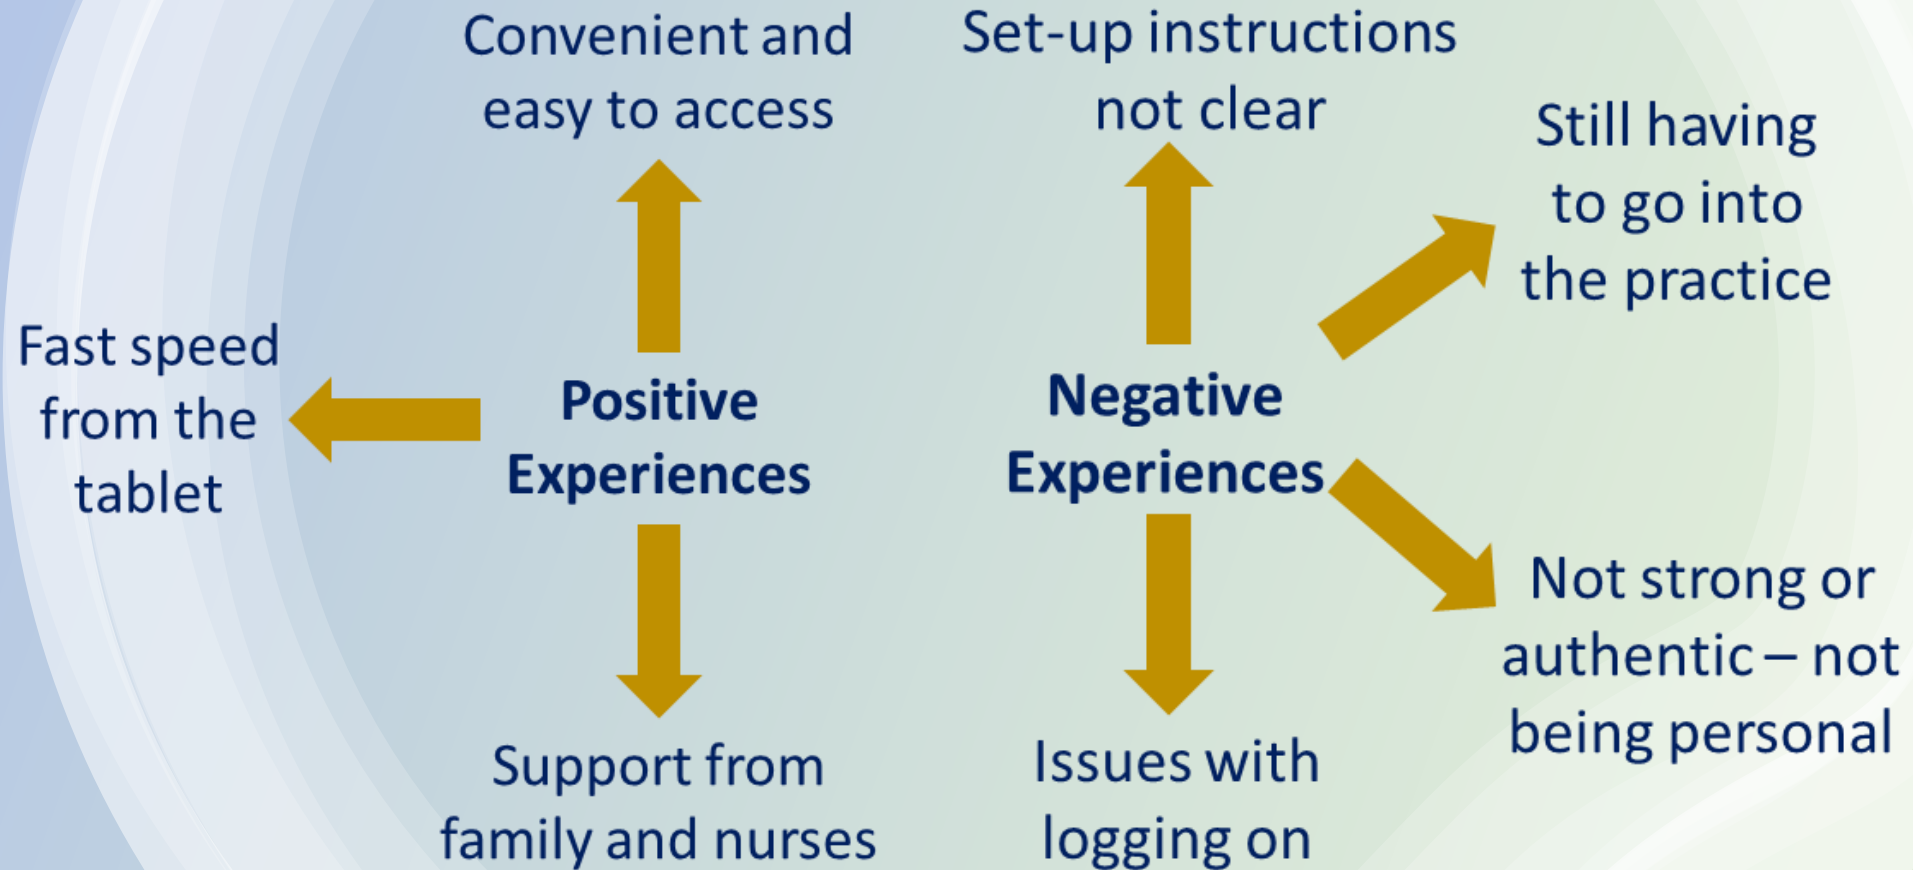 Convenient and
easy to access
Fast speed
from the
tablet
Positive
Experiences
Support from
family and nurses
Set-up instructions
not clear
Still having
to go into
the practice
Negative
Experiences
Not strong or
authentic – not
being personal
Issues with
logging on